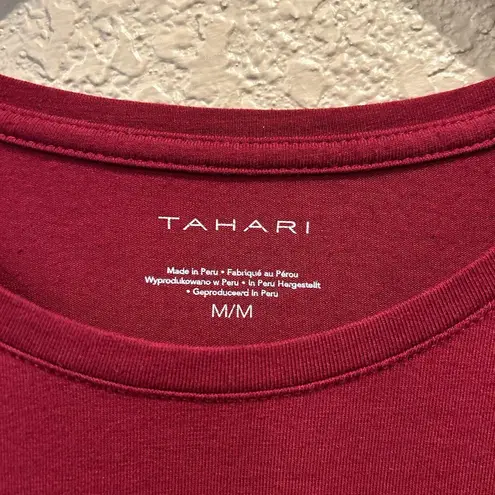 TAHARI
Made in Peru • Fabriqué au Pérou
Wyprodukowano w Peru • In Peru Hergestellt
• Geproduceerd in Peru
M/M